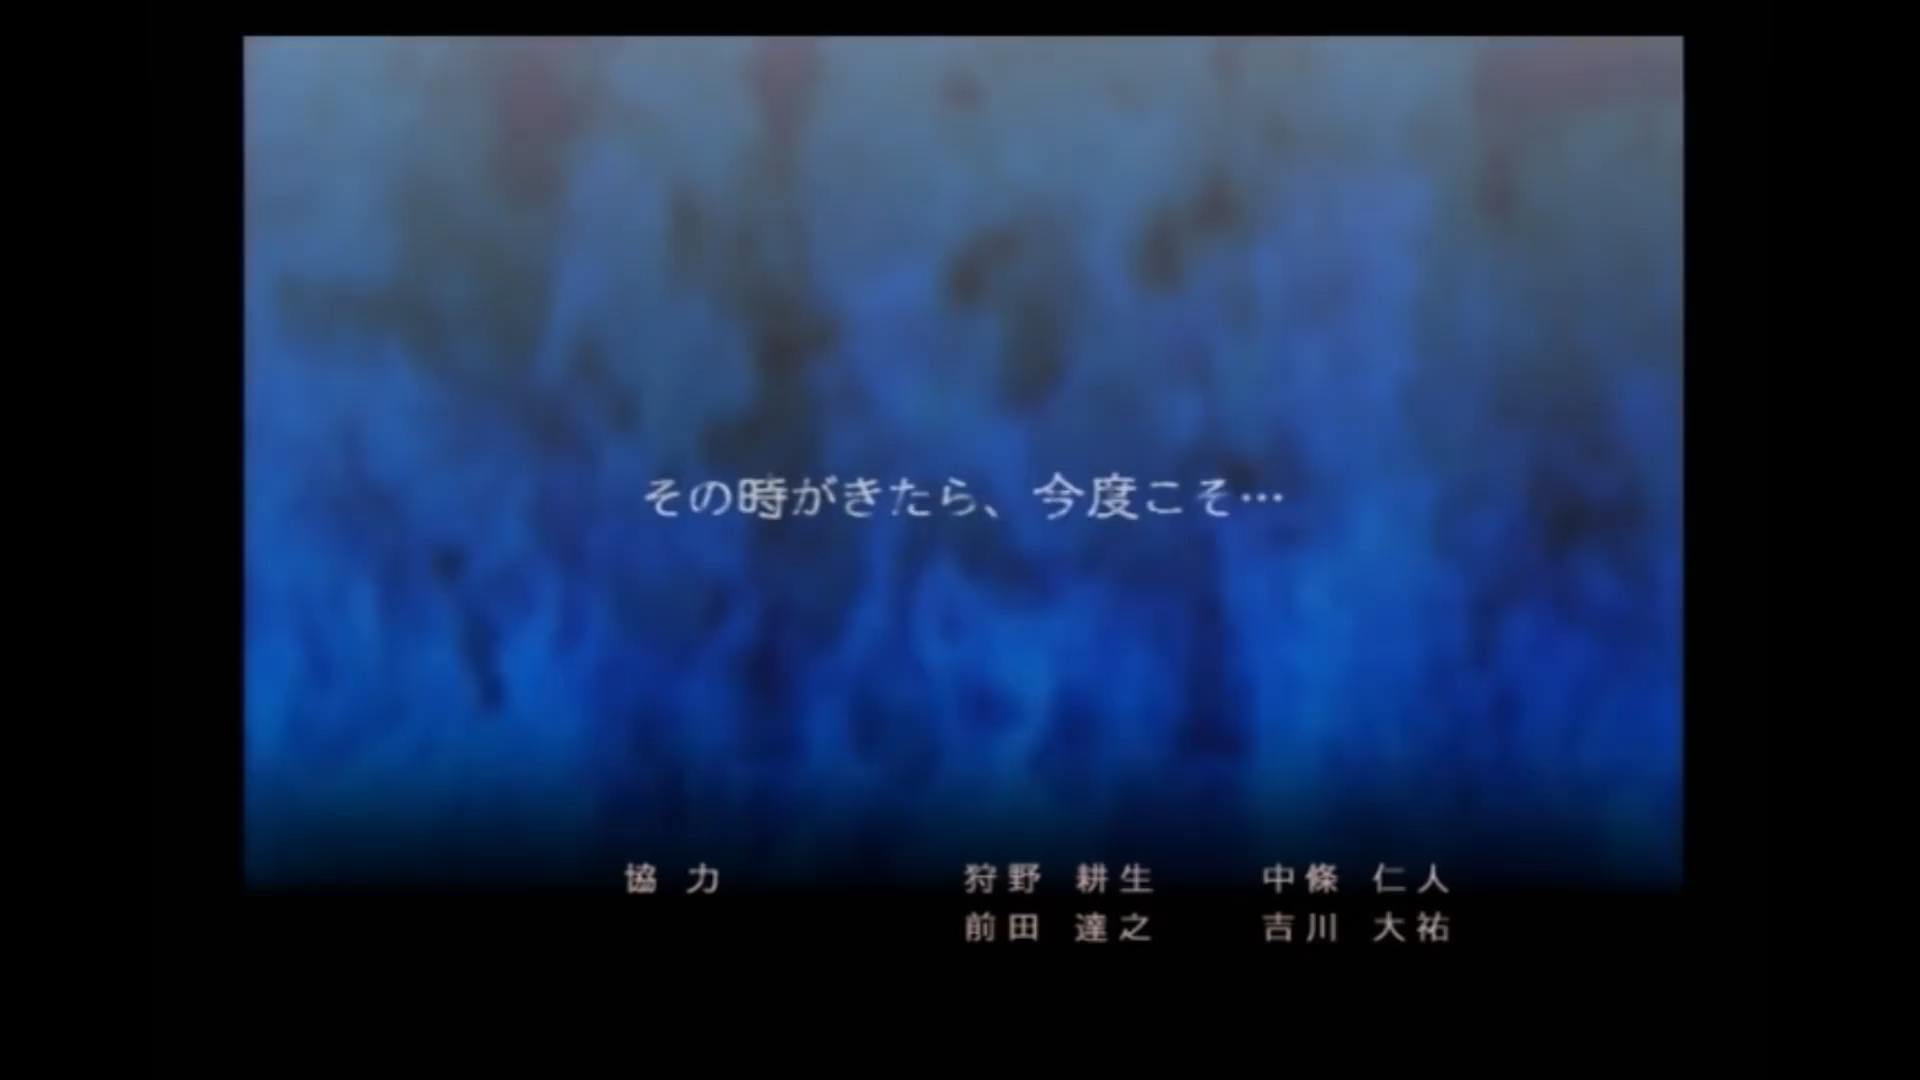 その時がきたら、今度こそ…
協 力 狩野 耕生 中條 仁人
前田 達之 吉川 大祐